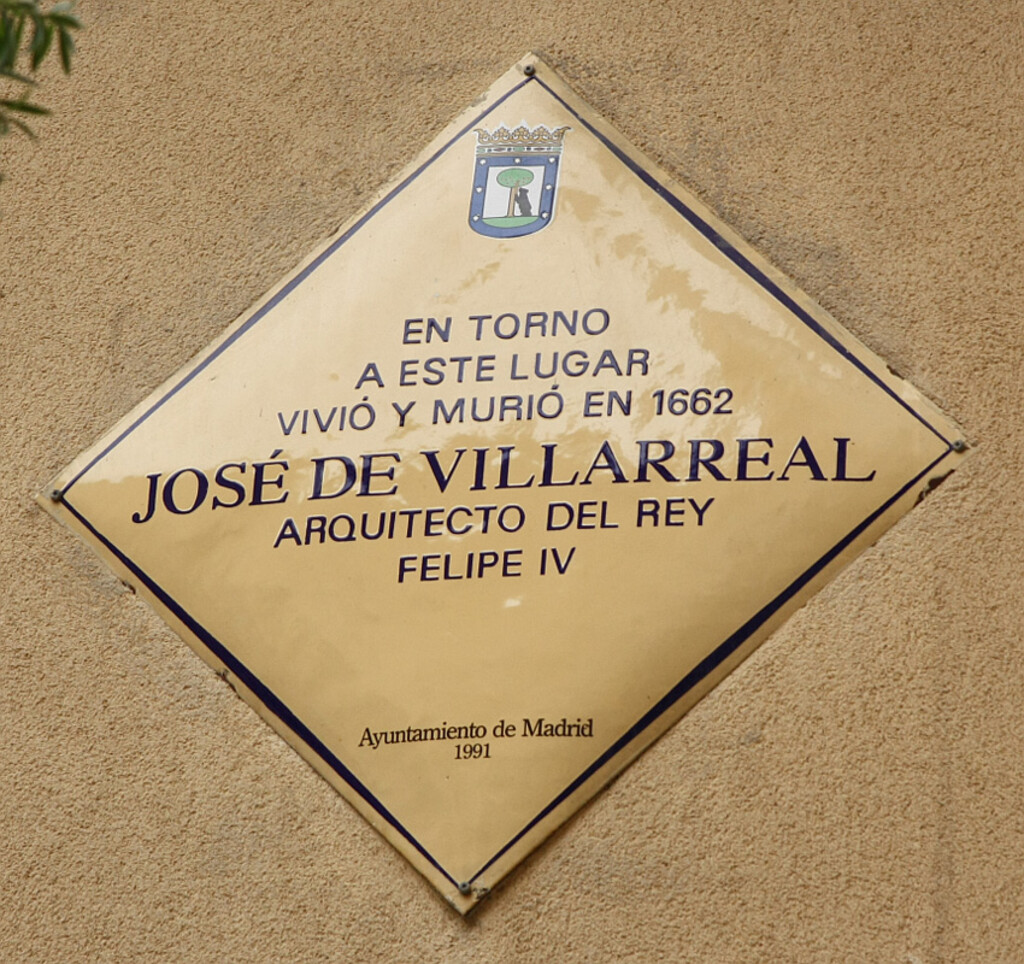 EN TORNO
A ESTE LUGAR
VIVIÓ Y MURIÓ EN 1662
JOSÉ DE VILLARREAL
ARQUITECTO DEL REY
FELIPE IV
Ayuntamiento de Madrid
1991